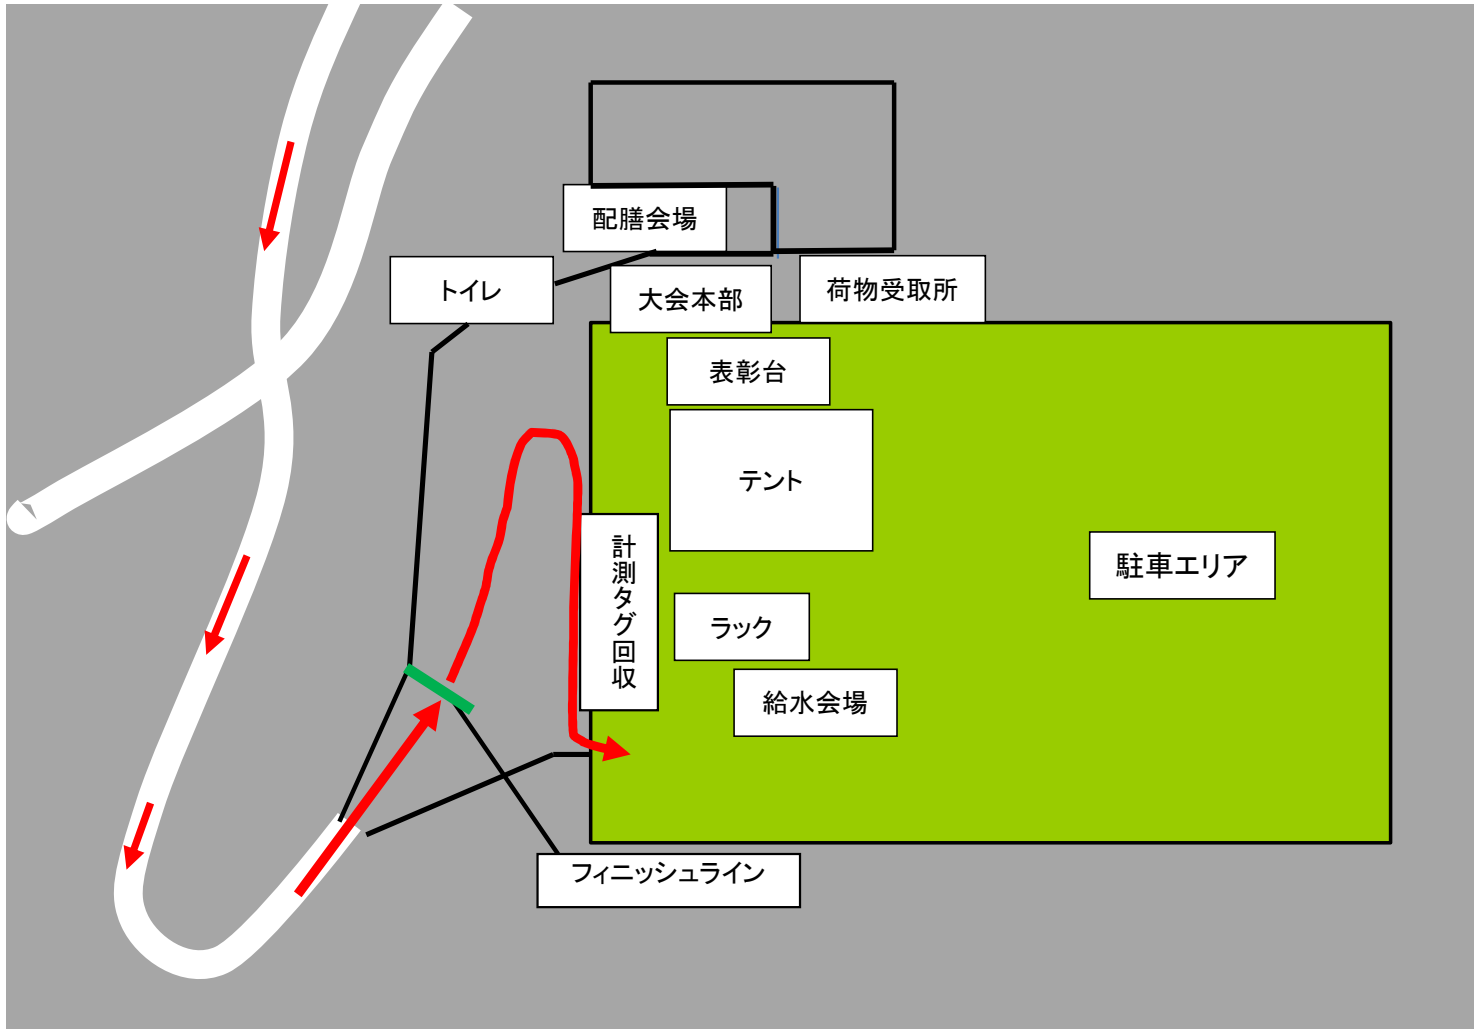 配膳会場
トイレ
大会本部
荷物受取所
表彰台
テント
計測タグ回収
駐車エリア
ラック
給水会場
フィニッシュライン